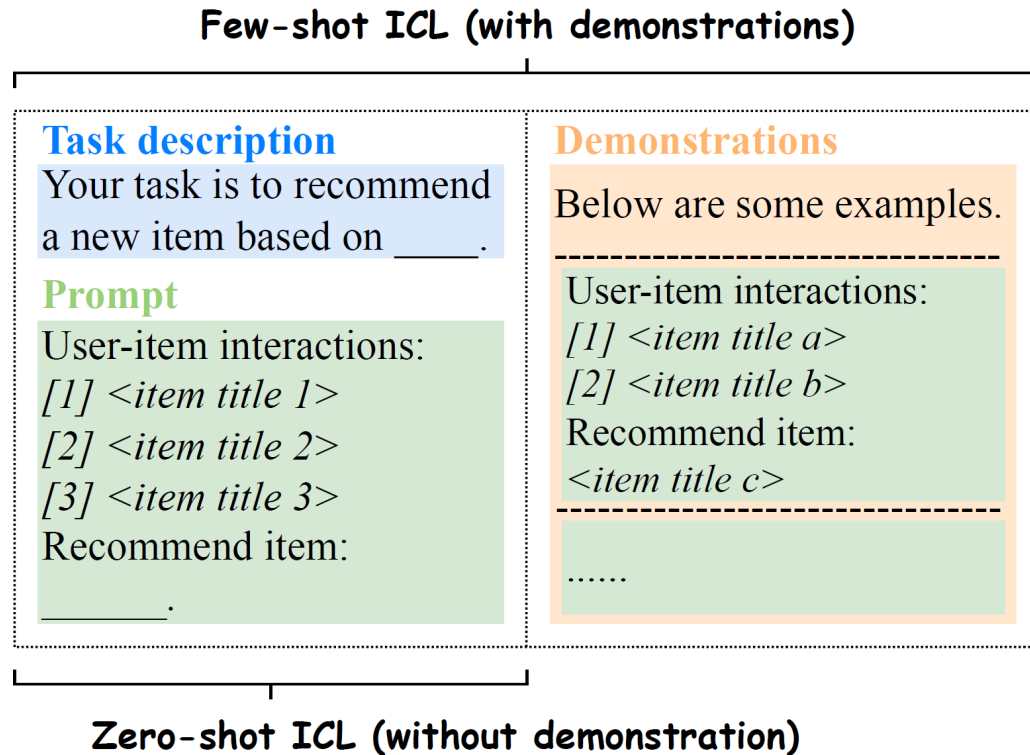 Few-shot ICL (with demonstrations)
Task description
Your task is to recommend
a new item based on _____.
Prompt
User-item interactions:
[1] <item title 1>
[2] <item title 2>
[3] <item title 3>
Recommend item:
_______.
Demonstrations
Below are some examples.
User-item interactions:
[1] <item title a>
[2] <item title b>
Recommend item:
<item title c>
......
Zero-shot ICL (without demonstration)